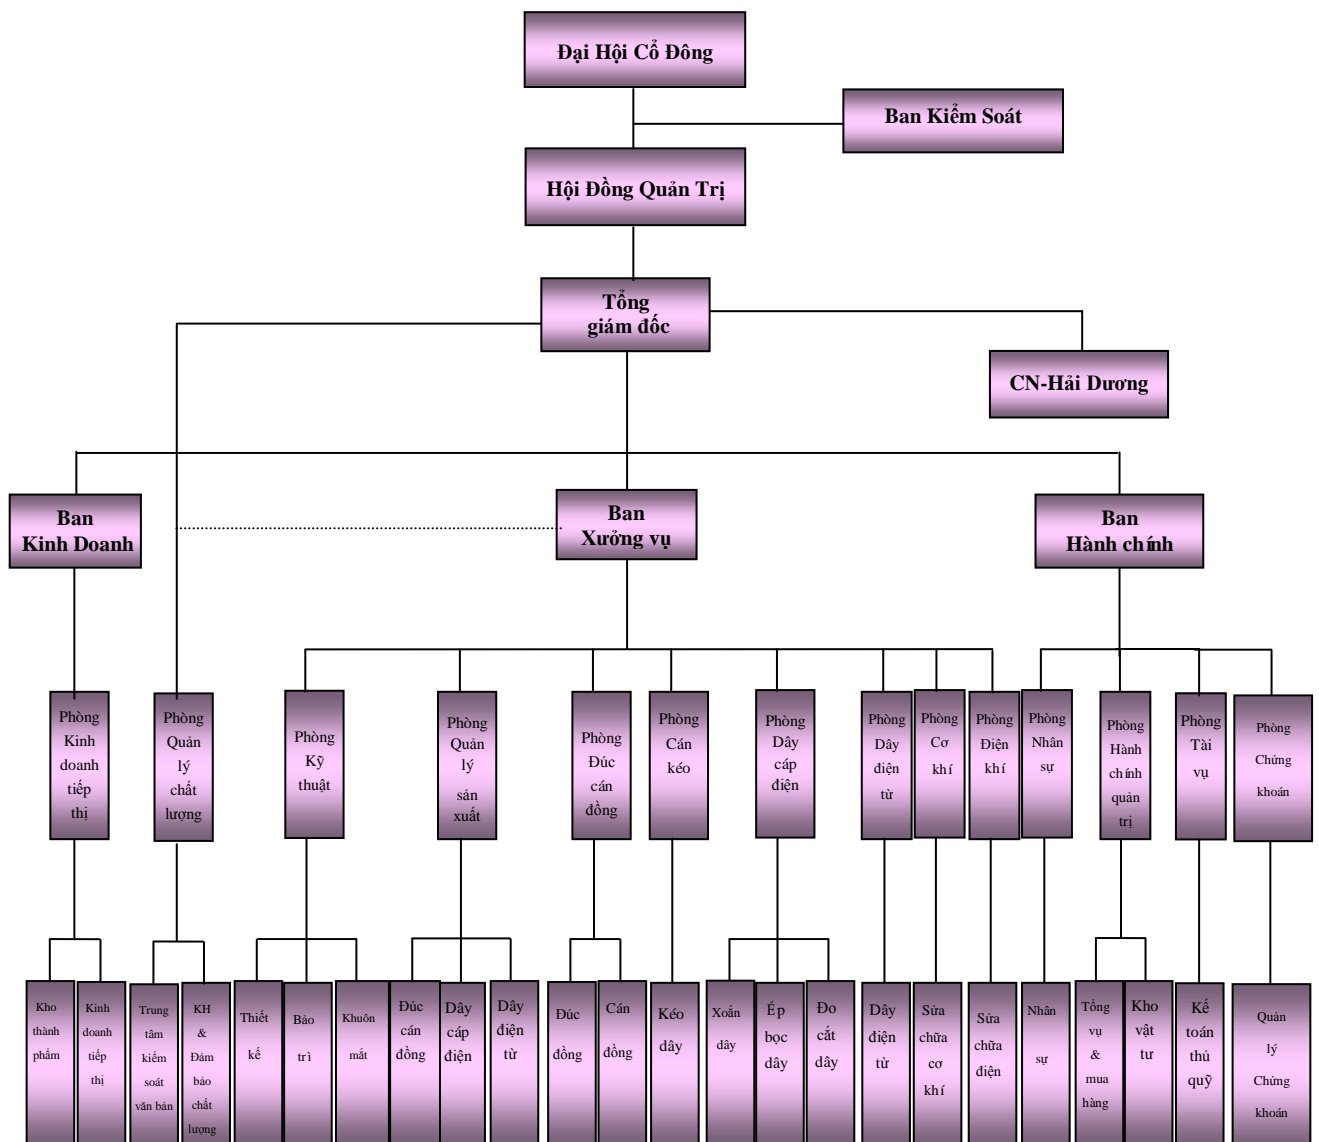 Đại Hội Cổ Đông
Ban Kiểm Soát
Hội Đồng Quản Trị
Tổng
giám đốc
CN-Hải Dương
Ban
Kinh Doanh
Ban
Xưởng vụ
Ban
Hành chính
Phòng
Kinh
doanh
tiếp
thị
Phòng
Quản
lý
chất
lượng
Phòng
Kỹ
thuật
Phòng
Quản
lý
sản
xuất
Phòng
Đúc
cán
đồng
Phòng
Cán
kéo
Phòng
Dây
cáp
điện
Phòng
Dây
điện
từ
Phòng
Cơ
khí
Phòng
Điện
khí
Phòng
Nhân
sự
Phòng
Hành
chính
quản
trị
Phòng
Tài
vụ
Phòng
Chứng
khoán
Kho
thành
phẩm
Kinh
doanh
tiếp
thị
Trung
tâm
kiểm
soát
văn bản
KH
&
Đảm
bảo
chất
lượng
Thiết
kế
Bảo
trì
Khuôn
mắt
Đúc
cán
đồng
Dây
cáp
điện
Dây
điện
từ
Đúc
đồng
Cán
đồng
Kéo
dây
Xoắn
dây
Ép
bọc
dây
Đo
cắt
dây
Dây
điện
từ
Sửa
chữa
cơ
khí
Sửa
chữa
điện
Nhân
sự
Tổng
vụ
&
mua
hàng
Kho
vật
tư
Kế
toán
thủ
quỹ
Quản
lý
Chứng
khoán